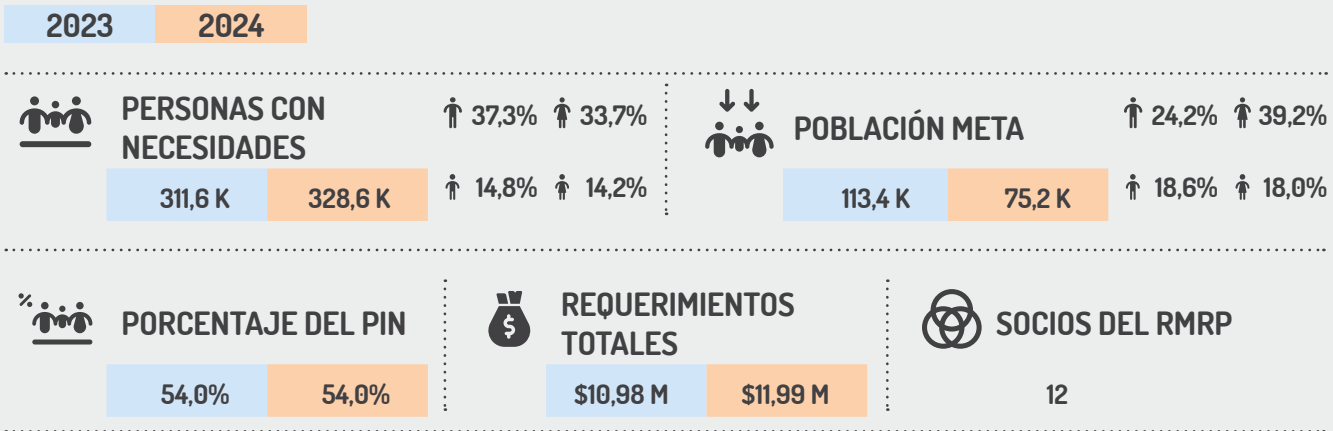 2023 2024
PERSONAS CON
NECESIDADES
37,3% 33,7%
311,6 K 328,6 K
14,8% 14,2%
POBLACIÓN META
24,2% 39,2%
113,4 K 75,2 K
18,6% 18,0%
% PORCENTAJE DEL PIN
54,0% 54,0%
$ REQUERIMIENTOS
TOTALES
$10,98 M $11,99 M
SOCIOS DEL RMRP
12